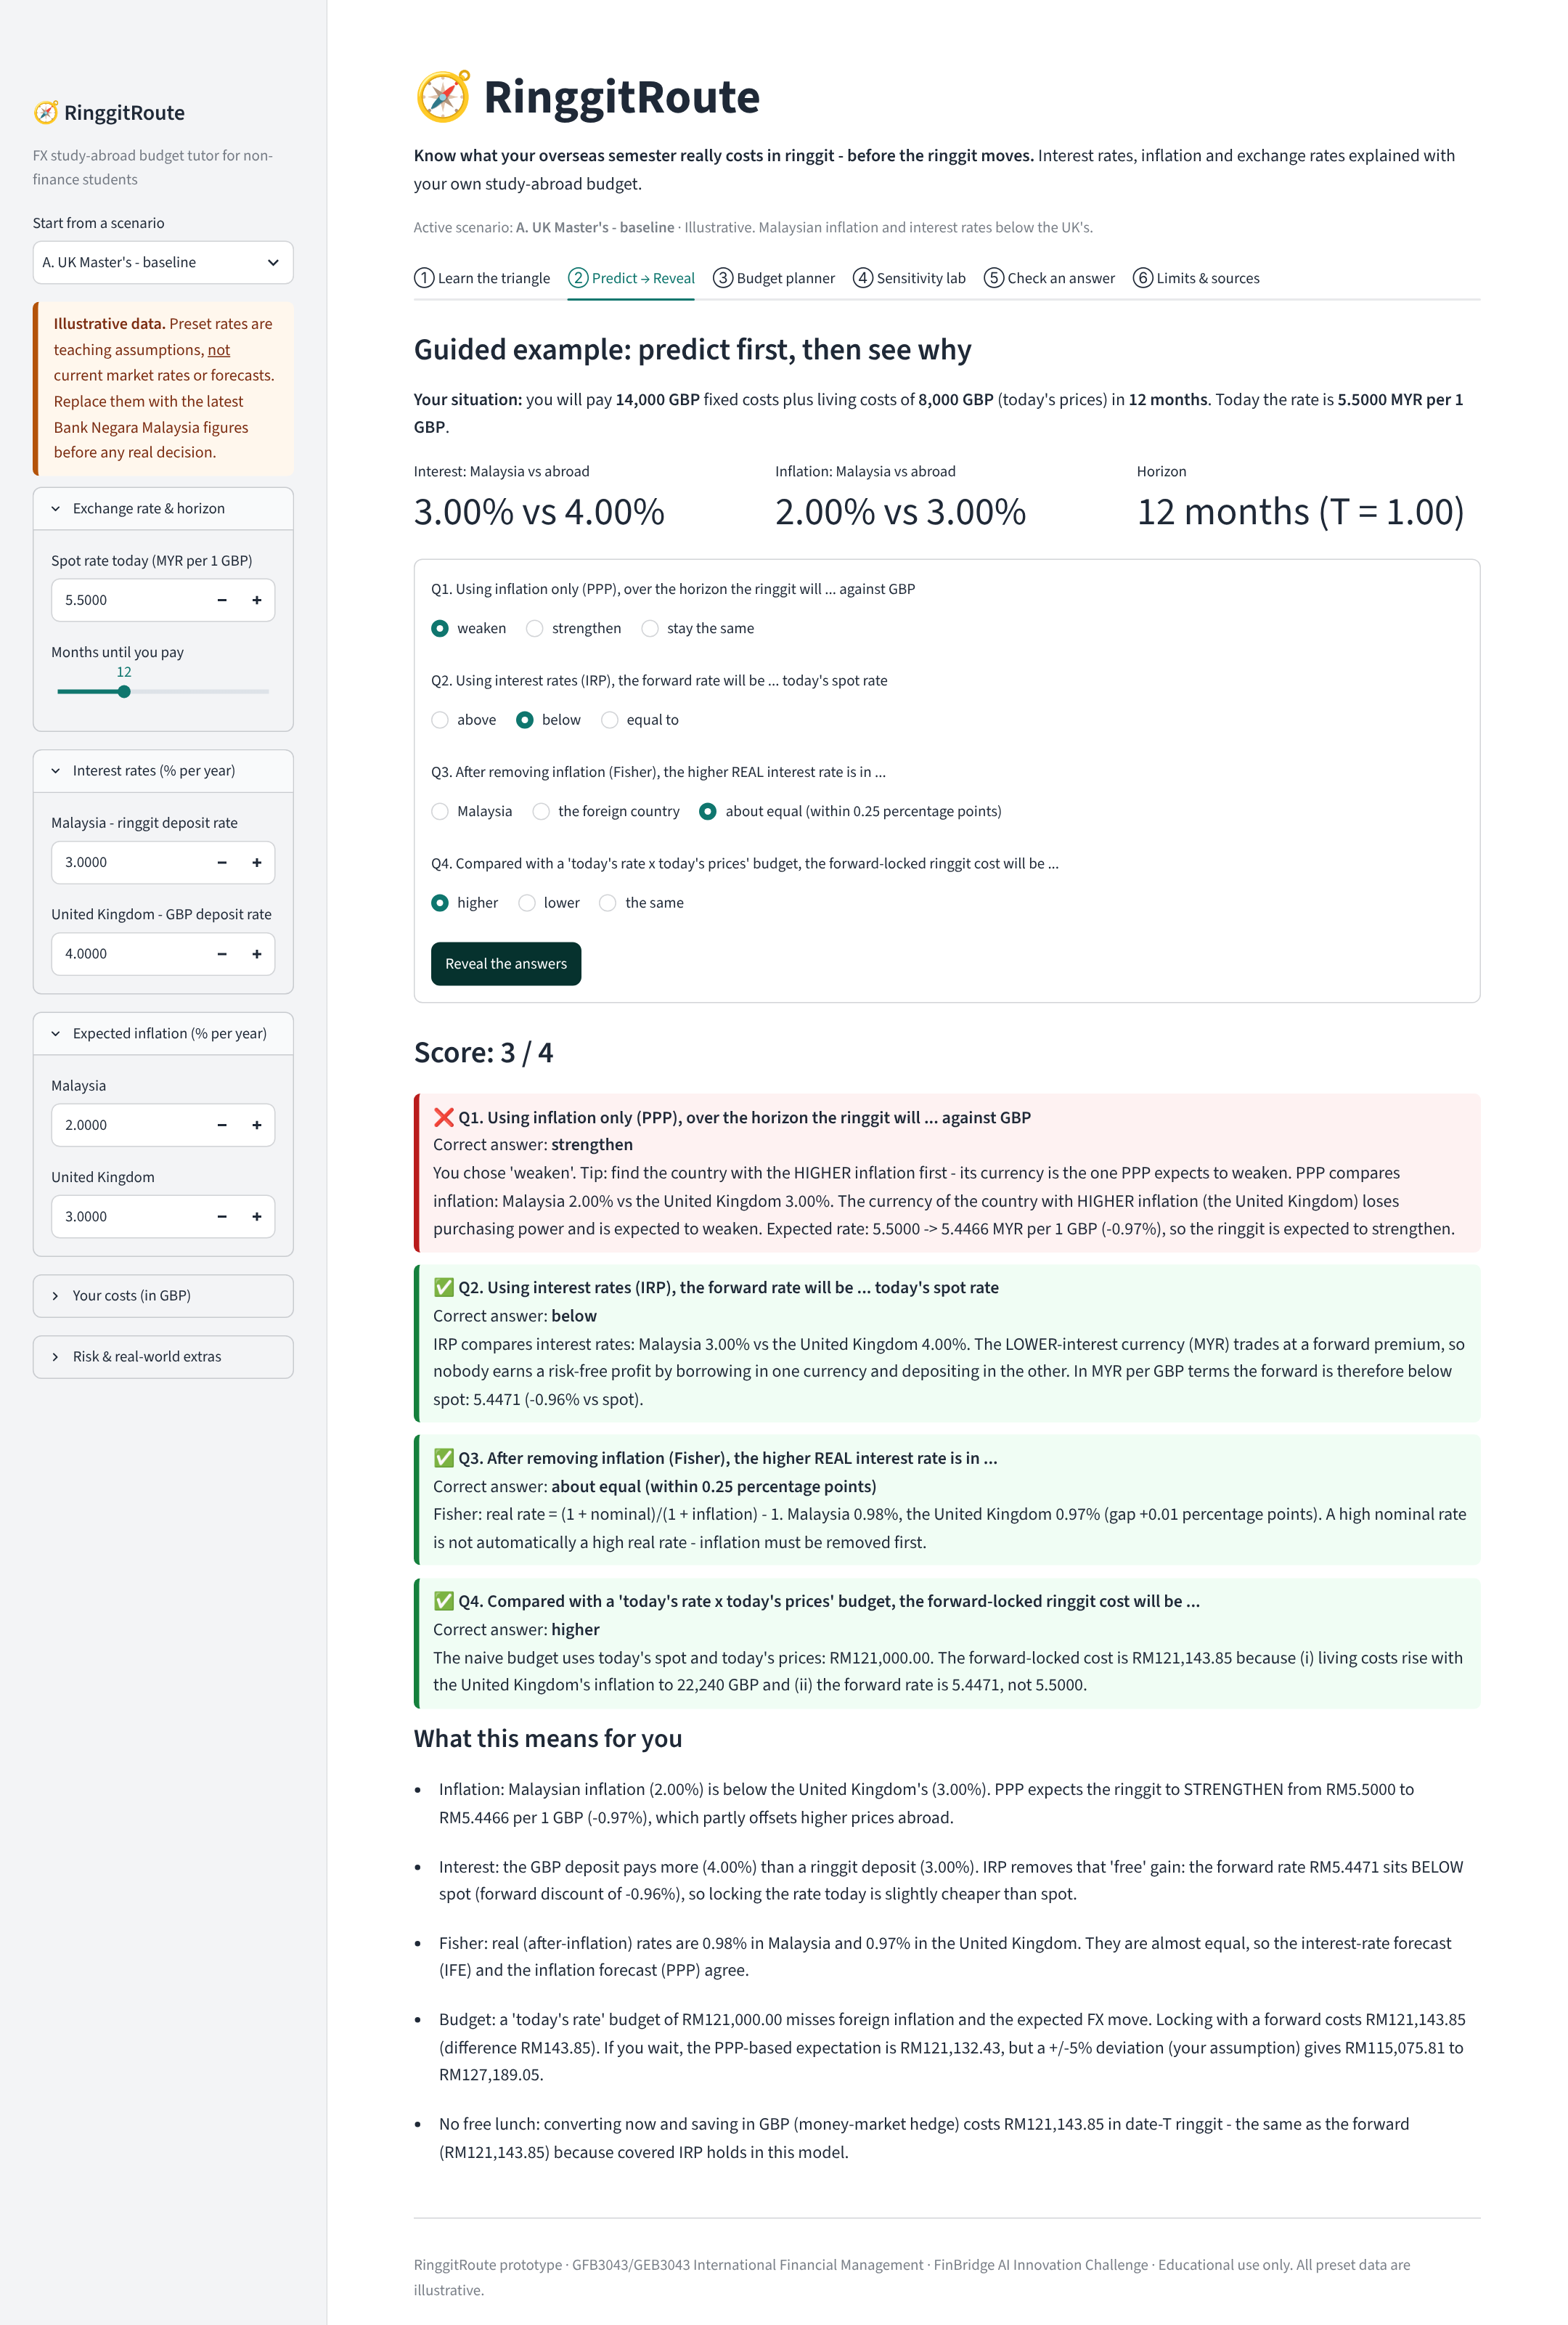 RinggitRoute
FX study-abroad budget tutor for non-
finance students
Start from a scenario
A. UK Master's - baseline
Illustrative data. Preset rates are
teaching assumptions, not
current market rates or forecasts.
Replace them with the latest
Bank Negara Malaysia figures
before any real decision.
Exchange rate & horizon
Spot rate today (MYR per 1 GBP)
5.5000
Months until you pay
12
Interest rates (% per year)
Malaysia - ringgit deposit rate
3.0000
United Kingdom - GBP deposit rate
4.0000
Expected inflation (% per year)
Malaysia
2.0000
United Kingdom
3.0000
Your costs (in GBP)
Risk & real-world extras
RinggitRoute
Know what your overseas semester really costs in ringgit - before the ringgit moves. Interest rates, inflation and exchange rates explained with
your own study-abroad budget.
Active scenario: A. UK Master's - baseline · Illustrative. Malaysian inflation and interest rates below the UK's.
① Learn the triangle ② Predict → Reveal ③ Budget planner ④ Sensitivity lab ⑤ Check an answer ⑥ Limits & sources
Guided example: predict first, then see why
Your situation: you will pay 14,000 GBP fixed costs plus living costs of 8,000 GBP (today's prices) in 12 months. Today the rate is 5.5000 MYR per 1
GBP.
Interest: Malaysia vs abroad Inflation: Malaysia vs abroad Horizon
3.00% vs 4.00% 2.00% vs 3.00% 12 months (T = 1.00)
Q1. Using inflation only (PPP), over the horizon the ringgit will ... against GBP
weaken strengthen stay the same
Q2. Using interest rates (IRP), the forward rate will be ... today's spot rate
above below equal to
Q3. After removing inflation (Fisher), the higher REAL interest rate is in ...
Malaysia the foreign country about equal (within 0.25 percentage points)
Q4. Compared with a 'today's rate x today's prices' budget, the forward-locked ringgit cost will be ...
higher lower the same
Reveal the answers
Score: 3 / 4
❌ Q1. Using inflation only (PPP), over the horizon the ringgit will ... against GBP
Correct answer: strengthen
You chose 'weaken'. Tip: find the country with the HIGHER inflation first - its currency is the one PPP expects to weaken. PPP compares
inflation: Malaysia 2.00% vs the United Kingdom 3.00%. The currency of the country with HIGHER inflation (the United Kingdom) loses
purchasing power and is expected to weaken. Expected rate: 5.5000 -> 5.4466 MYR per 1 GBP (-0.97%), so the ringgit is expected to strengthen.
✅ Q2. Using interest rates (IRP), the forward rate will be ... today's spot rate
Correct answer: below
IRP compares interest rates: Malaysia 3.00% vs the United Kingdom 4.00%. The LOWER-interest currency (MYR) trades at a forward premium, so
nobody earns a risk-free profit by borrowing in one currency and depositing in the other. In MYR per GBP terms the forward is therefore below
spot: 5.4471 (-0.96% vs spot).
✅ Q3. After removing inflation (Fisher), the higher REAL interest rate is in ...
Correct answer: about equal (within 0.25 percentage points)
Fisher: real rate = (1 + nominal)/(1 + inflation) - 1. Malaysia 0.98%, the United Kingdom 0.97% (gap +0.01 percentage points). A high nominal rate
is not automatically a high real rate - inflation must be removed first.
✅ Q4. Compared with a 'today's rate x today's prices' budget, the forward-locked ringgit cost will be ...
Correct answer: higher
The naive budget uses today's spot and today's prices: RM121,000.00. The forward-locked cost is RM121,143.85 because (i) living costs rise with
the United Kingdom's inflation to 22,240 GBP and (ii) the forward rate is 5.4471, not 5.5000.
What this means for you
• Inflation: Malaysian inflation (2.00%) is below the United Kingdom's (3.00%). PPP expects the ringgit to STRENGTHEN from RM5.5000 to
RM5.4466 per 1 GBP (-0.97%), which partly offsets higher prices abroad.
• Interest: the GBP deposit pays more (4.00%) than a ringgit deposit (3.00%). IRP removes that 'free' gain: the forward rate RM5.4471 sits BELOW
spot (forward discount of -0.96%), so locking the rate today is slightly cheaper than spot.
• Fisher: real (after-inflation) rates are 0.98% in Malaysia and 0.97% in the United Kingdom. They are almost equal, so the interest-rate forecast
(IFE) and the inflation forecast (PPP) agree.
• Budget: a 'today's rate' budget of RM121,000.00 misses foreign inflation and the expected FX move. Locking with a forward costs RM121,143.85
(difference RM143.85). If you wait, the PPP-based expectation is RM121,132.43, but a +/-5% deviation (your assumption) gives RM115,075.81 to
RM127,189.05.
• No free lunch: converting now and saving in GBP (money-market hedge) costs RM121,143.85 in date-T ringgit - the same as the forward
(RM121,143.85) because covered IRP holds in this model.
RinggitRoute prototype · GFB3043/GEB3043 International Financial Management · FinBridge AI Innovation Challenge · Educational use only. All preset data are
illustrative.